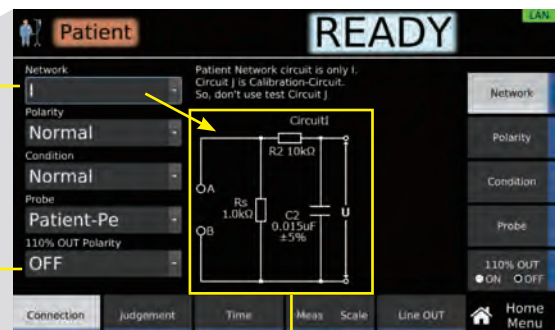 LAN
Patient
READY
Network
I
Polarity
Normal
Condition
Normal
Probe
Patient-Pe
110% OUT Polarity
OFF
Patient Network circuit is only I.
Circuit J is Calibration-Circuit.
So, don't use test Circuit J
CircuitI
R2 10kΩ
A
Rs
1.0kΩ
B
C2
0.015uF
±5%
U
Network
Polarity
Condition
Probe
110% OUT
ON OFF
Connection
Judgement
Time
Meas Scale
Line OUT
Home
Menu